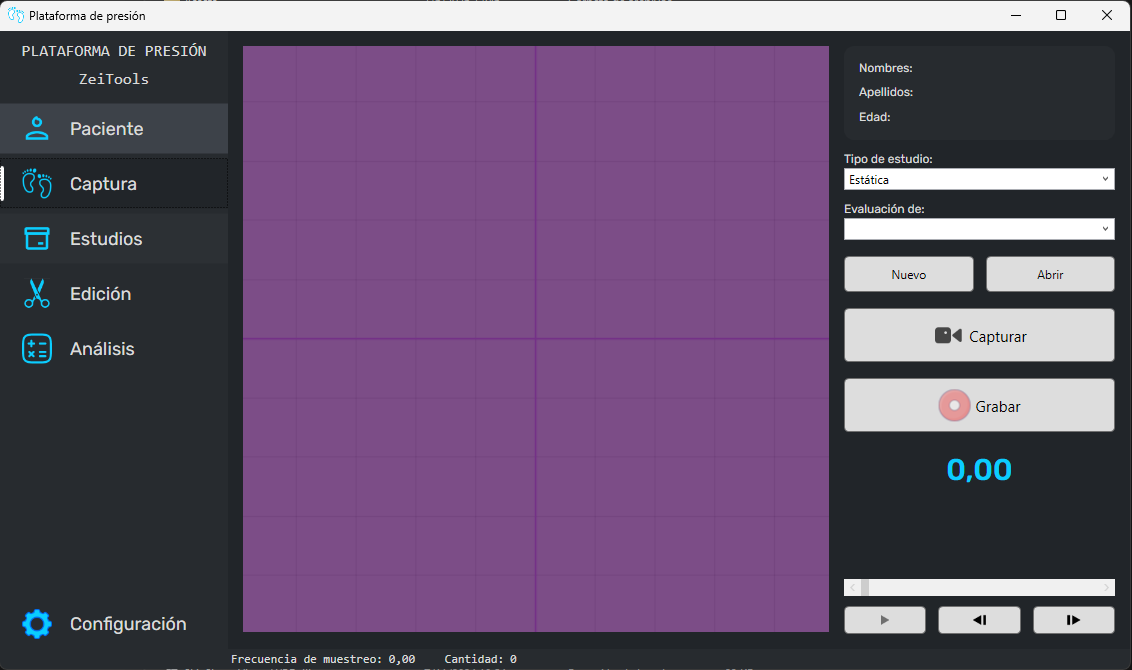 Plataforma de presión
PLATAFORMA DE PRESIÓN
ZeiTools
Paciente
Captura
Estudios
Edición
Análisis
Configuración
Nombres:
Apellidos:
Edad:
Tipo de estudio:
Estática
Evaluación de:
Nuevo Abrir
Capturar
Grabar
0,00
Frecuencia de muestreo: 0,00 Cantidad: 0